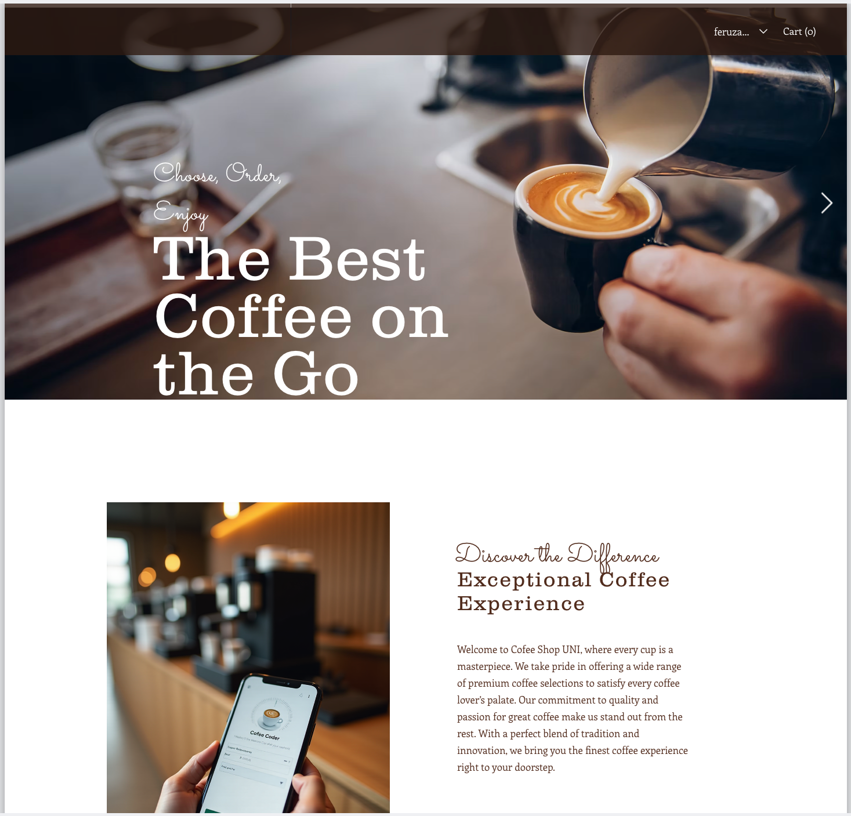 feruza...
Cart (0)
Choose, Order,
Enjoy
The Best
Coffee on
the Go
Discover the Difference
Exceptional Coffee
Experience
Welcome to Cofee Shop UNI, where every cup is a
masterpiece. We take pride in offering a wide range
of premium coffee selections to satisfy every coffee
lover's palate. Our commitment to quality and
passion for great coffee make us stand out from the
rest. With a perfect blend of tradition and
innovation, we bring you the finest coffee experience
right to your doorstep.
Cofee Coder